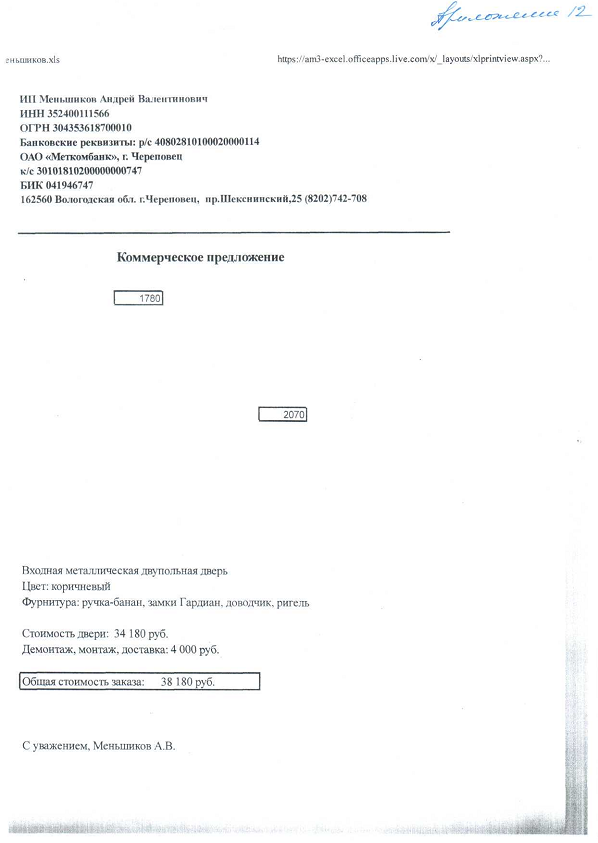 Приложение 12
еньшиков.xls
https://am3-excel.officeapps.live.com/x/_layouts/xlprintview.aspx?...
ИП Меньшиков Андрей Валентинович
ИНН 352400111566
ОГРН 304353618700010
Банковские реквизиты: р/с 40802810100020000114
ОАО «Меткомбанк», г. Череповец
к/с 30101810200000000747
БИК 041946747
162560 Вологодская обл. г.Череповец, пр.Шекснинский,25 (8202)742-708
Коммерческое предложение
1780
2070
Входная металлическая двупольная дверь
Цвет: коричневый
Фурнитура: ручка-банан, замки Гардиан, доводчик, ригель
Стоимость двери: 34 180 руб.
Демонтаж, монтаж, доставка: 4 000 руб.
Общая стоимость заказа: 38 180 руб.
С уважением, Меньшиков А.В.